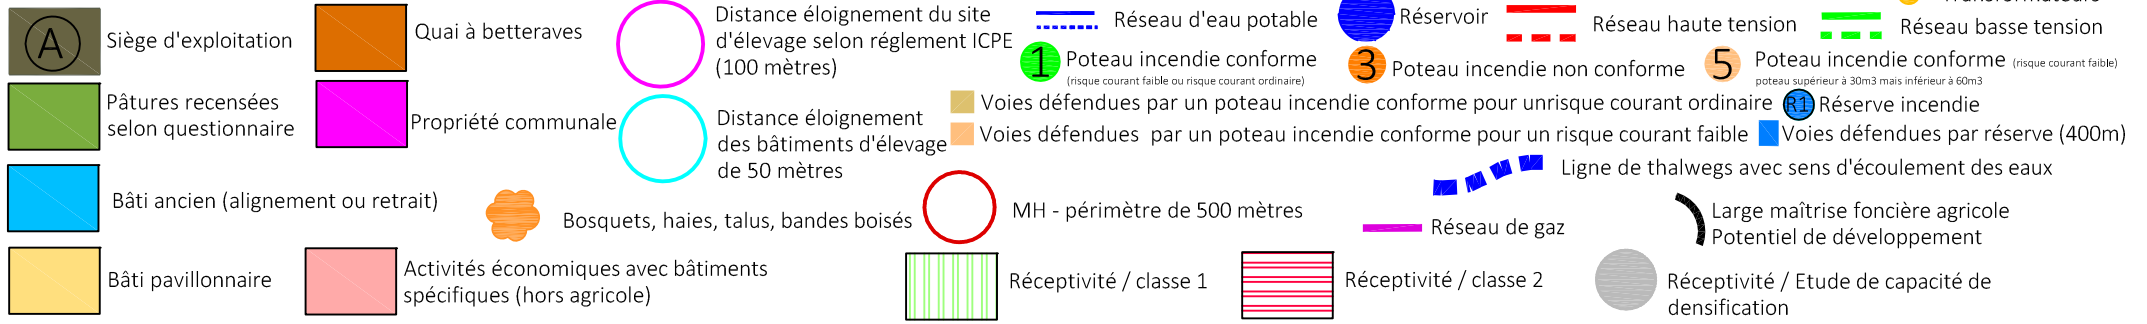 A
Siège d'exploitation
Quai à betteraves
Distance éloignement du site
d'élevage selon réglement ICPE
(100 mètres)
Réseau d'eau potable
Réservoir
Réseau haute tension
Réseau basse tension
1
Poteau incendie conforme
(risque courant faible ou risque courant ordinaire)
3
Poteau incendie non conforme
5
Poteau incendie conforme (risque courant faible)
poteau supérieur à 30m3 mais inférieur à 60m3
Pâtures recensées
selon questionnaire
Propriété communale
Distance éloignement
des bâtiments d'élevage
de 50 mètres
Voies défendues par un poteau incendie conforme pour unrisque courant ordinaire
R1
Réserve incendie
Voies défendues par un poteau incendie conforme pour un risque courant faible
Voies défendues par réserve (400m)
Ligne de thalwegs avec sens d'écoulement des eaux
Bâti ancien (alignement ou retrait)
Bosquets, haies, talus, bandes boisés
MH - périmètre de 500 mètres
Réseau de gaz
Large maîtrise foncière agricole
Potentiel de développement
Bâti pavillonnaire
Activités économiques avec bâtiments
spécifiques (hors agricole)
Réceptivité / classe 1
Réceptivité / classe 2
Réceptivité / Etude de capacité de
densification